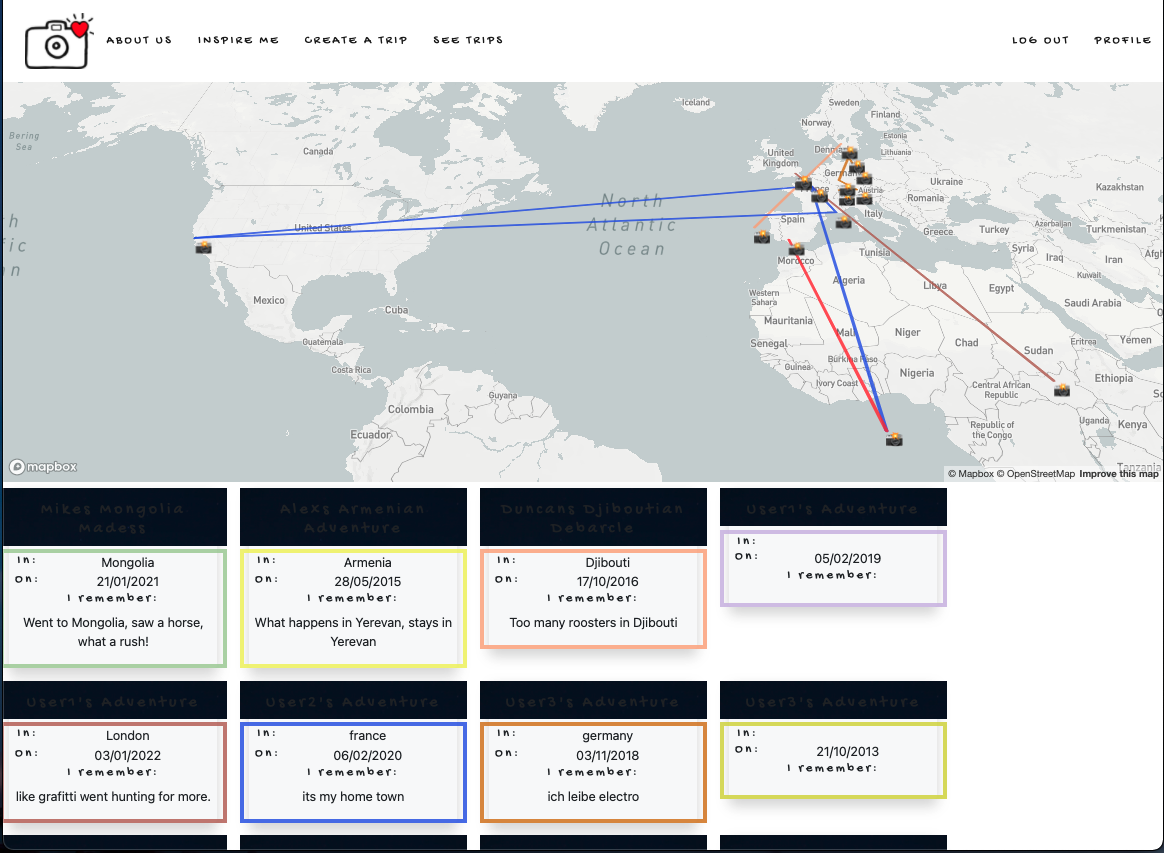 ABOUT US
INSPIRE ME
CREATE A TRIP
SEE TRIPS
LOG OUT
PROFILE
Iceland
Sweden
Finland
Norway
Estonia
Bering
Sea
Canada
United
Kingdom
Lithuania
Ukraine
Kazakhstan
Austria
Romania
North
Atlantic
Ocean
United States
Spain
Italy
Greece
Turkey
Azerbaijan
Turkmenistan
Syria
Iraq
Iran
Tunisia
Morocco
Algeria
Libya
Egypt
Kuwait
Saudi Arabia
Mexico
Cuba
Western
Sahara
Mauritania
Mali
Niger
Chad
Sudan
Eritrea
Yemen
Guatemala
Senegal
Costa Rica
Guinea
Burkina Faso
Nigeria
Ivory Coast
Central African
Republic
Ethiopia
Guyana
Colombia
Ecuador
Republic of
the Congo
Uganda
Kenya
Tanzania
mapbox
© Mapbox © OpenStreetMap Improve this map
Mikes Mongolia
Madess
Alexs Armenian
Adventure
Duncans Djiboutian
Debarcle
User1's Adventure
In: Mongolia
On: 21/01/2021
I remember:
Went to Mongolia, saw a horse,
what a rush!
In: Armenia
On: 28/05/2015
I remember:
What happens in Yerevan, stays in
Yerevan
In: Djibouti
On: 17/10/2016
I remember:
Too many roosters in Djibouti
In:
On: 05/02/2019
I remember:
User1's Adventure
User2's Adventure
User3's Adventure
User3's Adventure
In: London
On: 03/01/2022
I remember:
like grafitti went hunting for more.
In: france
On: 06/02/2020
I remember:
its my home town
In: germany
On: 03/11/2018
I remember:
ich leibe electro
In:
On: 21/10/2013
I remember: